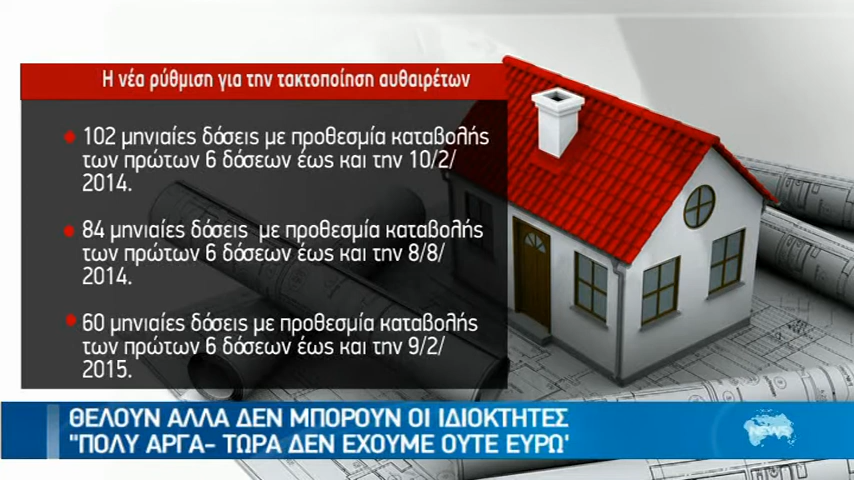 Η νέα ρύθμιση για την τακτοποίηση αυθαιρέτων
102 μηνιαίες δόσεις με προθεσμία καταβολής
των πρώτων 6 δόσεων έως και την 10/2/
2014.
84 μηνιαίες δόσεις με προθεσμία καταβολής
των πρώτων 6 δόσεων έως και την 8/8/
2014.
60 μηνιαίες δόσεις με προθεσμία καταβολής
των πρώτων 6 δόσεων έως και την 9/2/
2015.
ΘΕΛΟΥΝ ΑΛΛΑ ΔΕΝ ΜΠΟΡΟΥΝ ΟΙ ΙΔΙΟΚΤΗΤΕΣ
"ΠΟΛΥ ΑΡΓΑ- ΤΩΡΑ ΔΕΝ ΕΧΟΥΜΕ ΟΥΤΕ ΕΥΡΩ'
NEWS